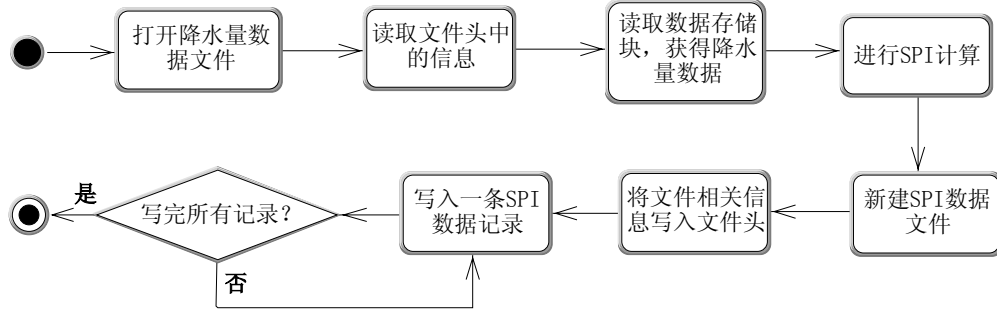 打开降水量数
据文件
读取文件头中
的信息
读取数据存储
块，获得降水
量数据
进行SPI计算
新建SPI数据
文件
将文件相关信
息写入文件头
写入一条SPI
数据记录
写完所有记录？
是
否